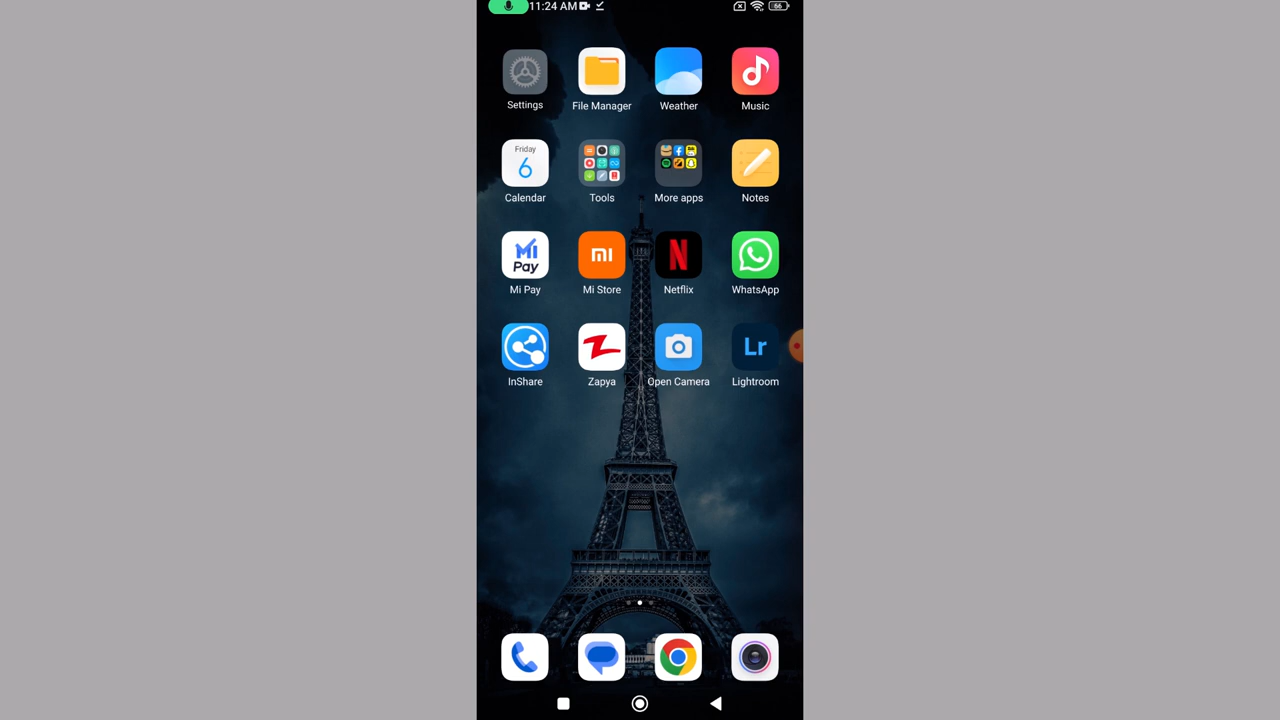 11:24 AM
56
Settings
File Manager
Weather
Music
Friday
6
Calendar
Tools
More apps
Notes
Mi Pay
mi
N
Mi Pay
Mi Store
Netflix
WhatsApp
Lr
InShare
Zapya
Open Camera
Lightroom